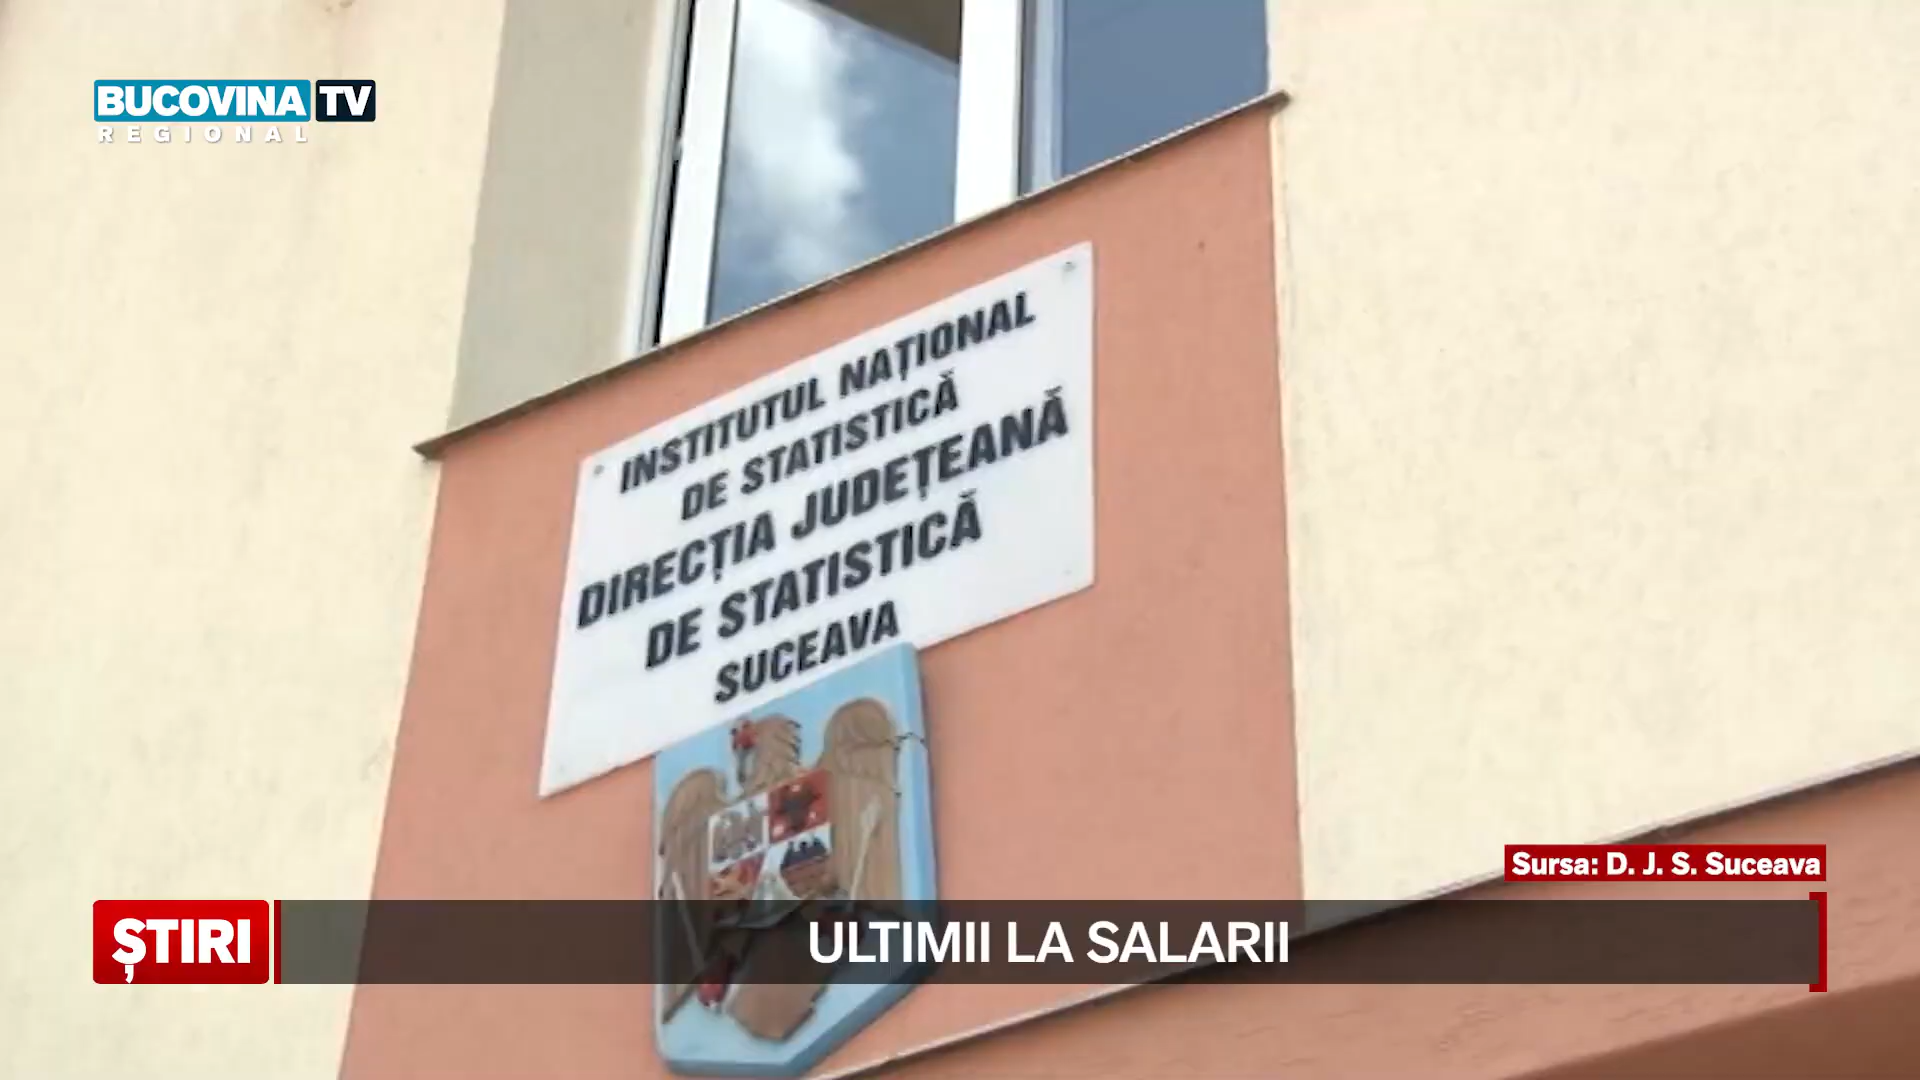 BUCOVINA TV
REGIONAL
INSTITUTUL NAȚIONAL
DE STATISTICĂ
DIRECȚIA JUDEȚEANĂ
DE STATISTICĂ
SUCEAVA
Sursa: D. J. S. Suceava
ȘTIRI
ULTIMII LA SALARII